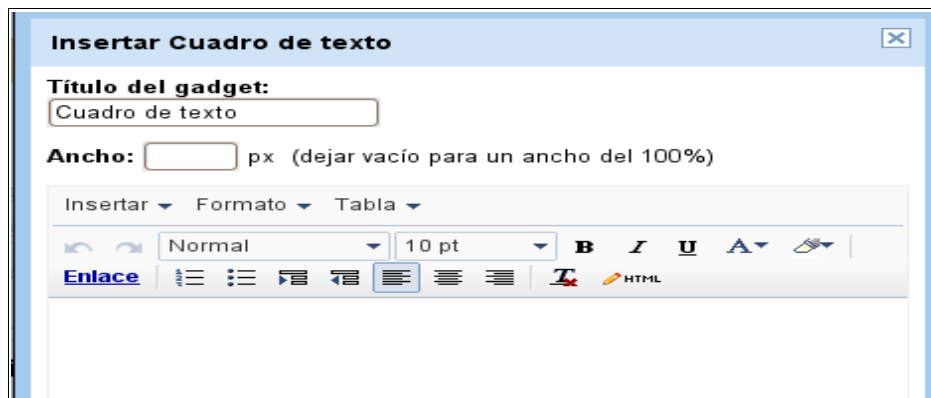 Insertar Cuadro de texto
Título del gadget:
Cuadro de texto
Ancho: px (dejar vacío para un ancho del 100%)
Insertar Formato Tabla
Normal 10 pt B I U A
Enlace T HTML